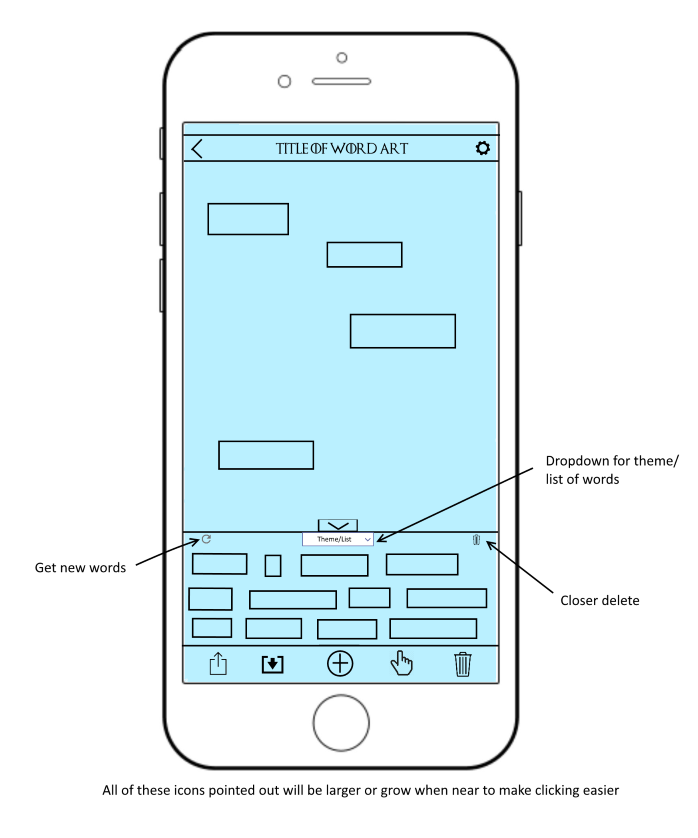 TITLE OF WORD ART
Dropdown for theme/
list of words
Theme/List
Get new words
Closer delete
All of these icons pointed out will be larger or grow when near to make clicking easier